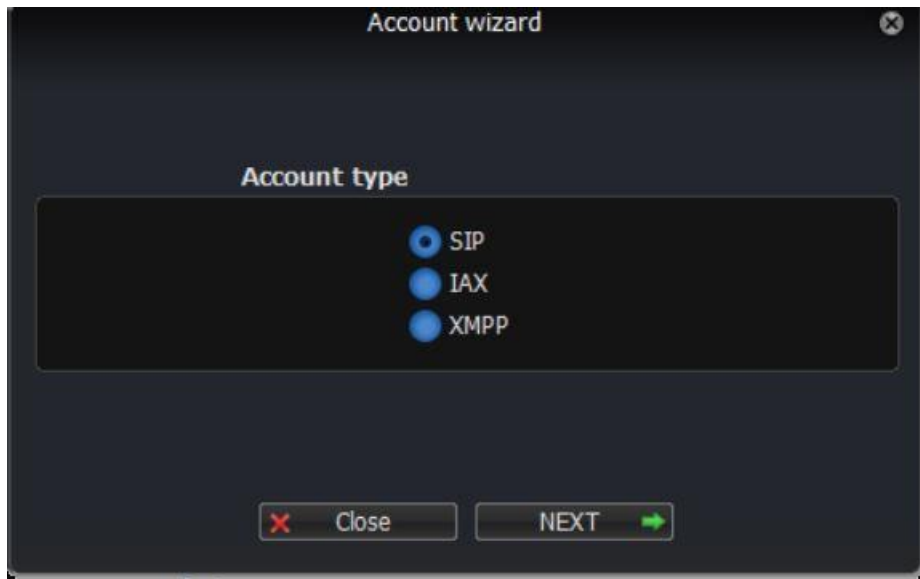 Account wizard
Account type
SIP
IAX
XMPP
Close NEXT